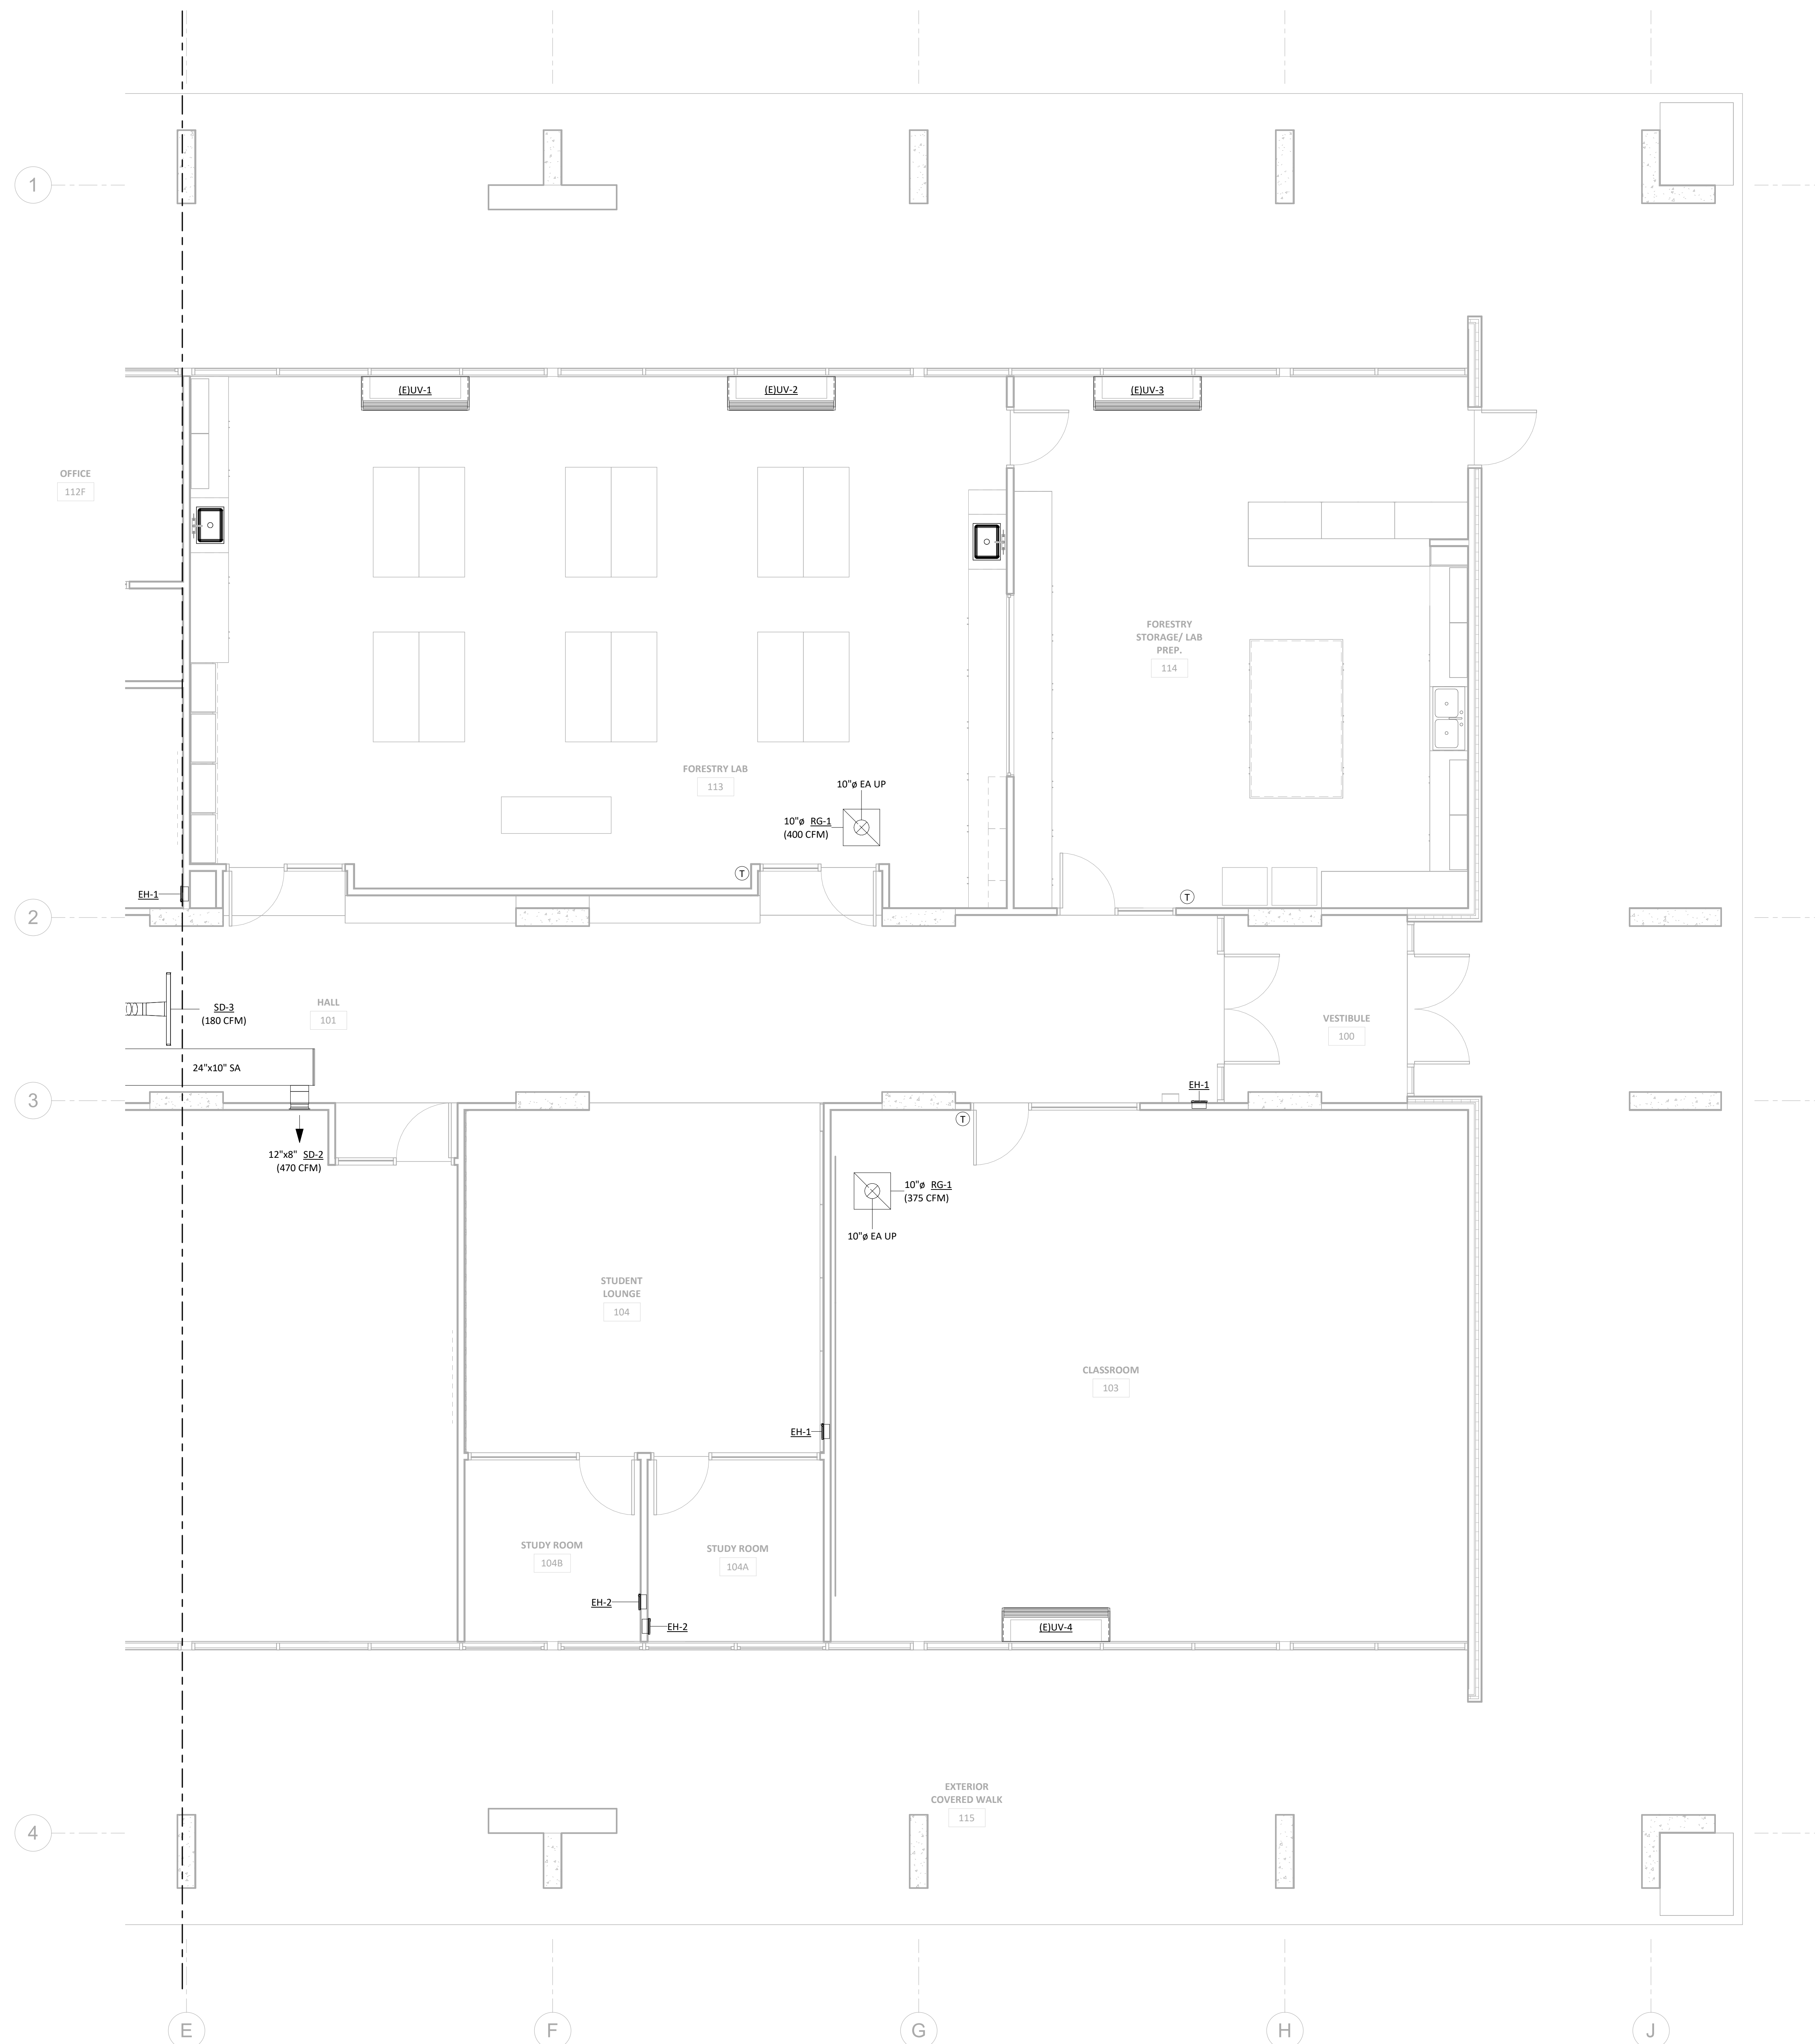 1
(E)UV-1
(E)UV-2
(E)UV-3
OFFICE
112F
FORESTRY
STORAGE/ LAB
PREP.
114
FORESTRY LAB
113
10"ø EA UP
10"ø RG-1
(400 CFM)
T
EH-1
T
2
SD-3
(180 CFM)
HALL
101
VESTIBULE
100
24"x10" SA
EH-1
3
T
12"x8" SD-2
(470 CFM)
10"ø RG-1
(375 CFM)
10"ø EA UP
STUDENT
LOUNGE
104
CLASSROOM
103
EH-1
STUDY ROOM
104B
STUDY ROOM
104A
EH-2
EH-2
(E)UV-4
EXTERIOR
COVERED WALK
115
4
E
F
G
H
J